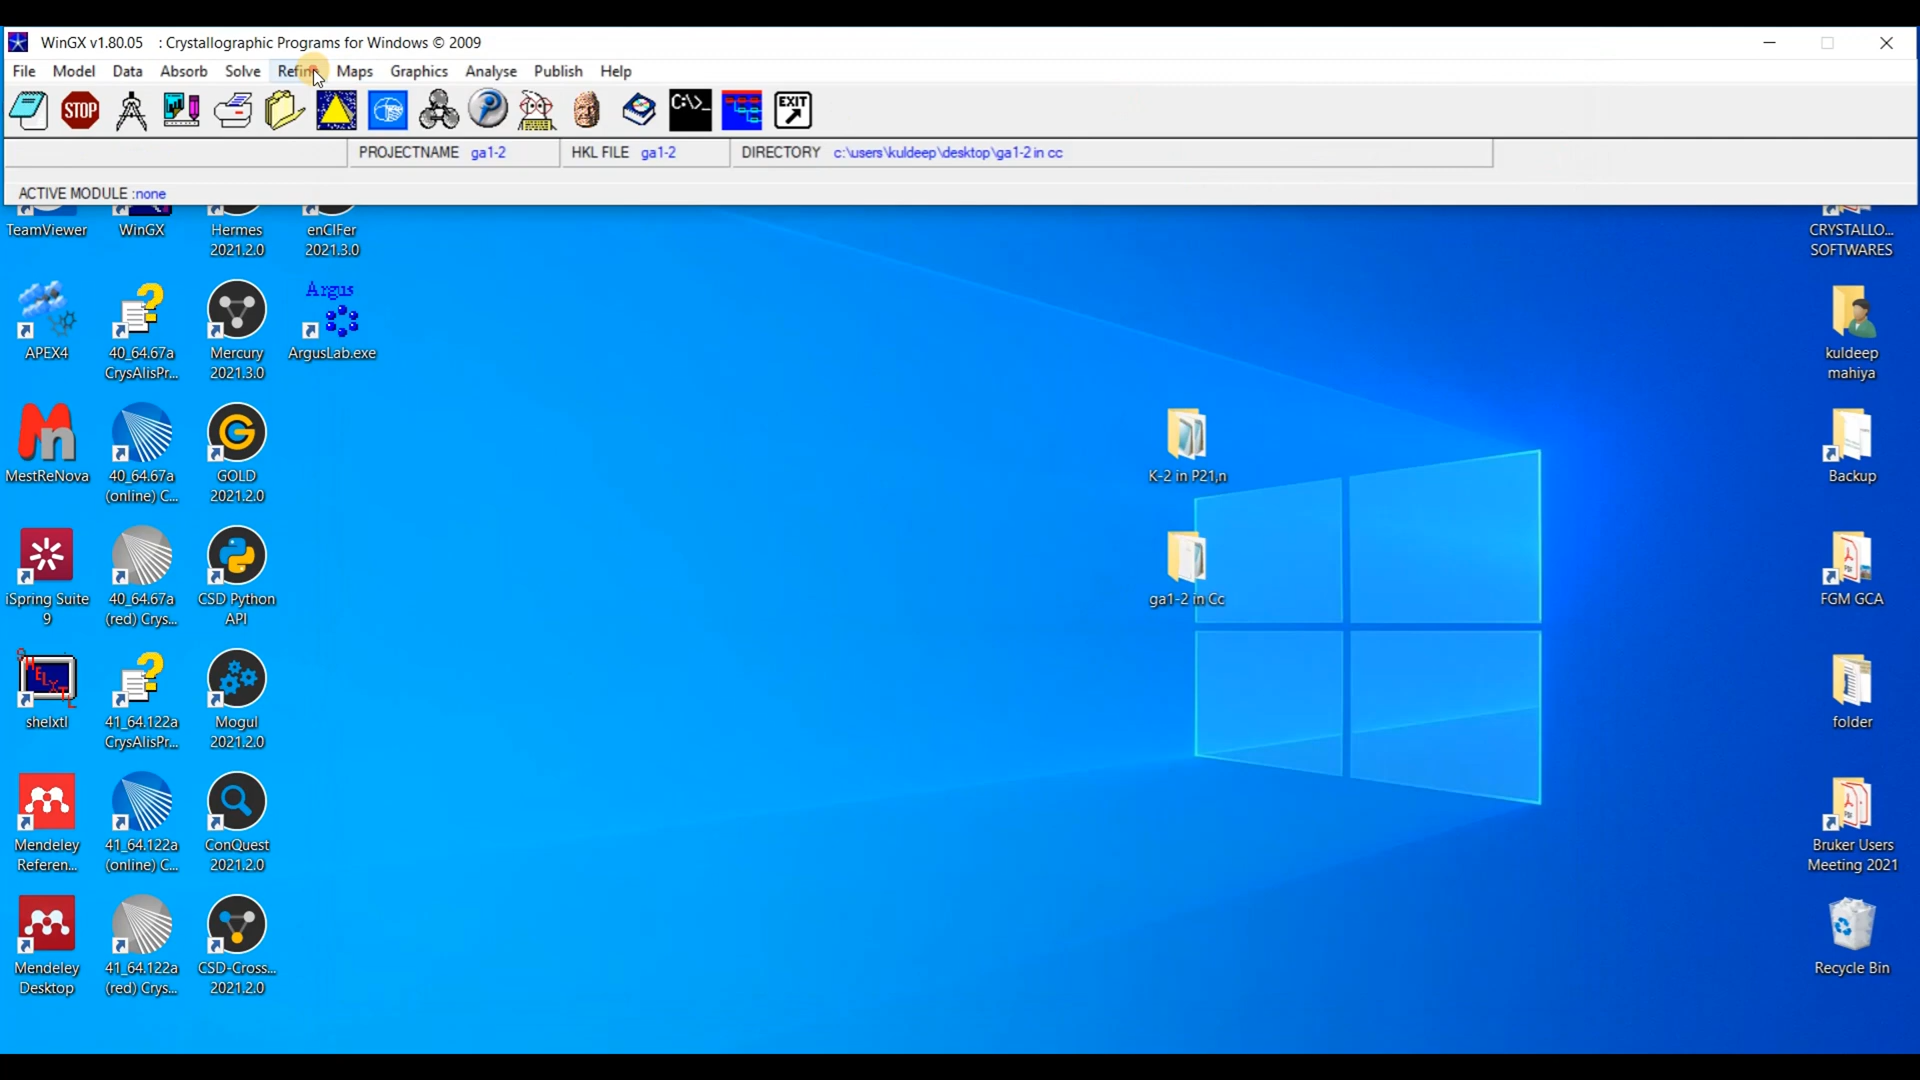 WinGX v1.80.05 : Crystallographic Programs for Windows © 2009
File Model Data Absorb Solve Refine Maps Graphics Analyse Publish Help
STOP C:\>_ EXIT
PROJECTNAME ga1-2 HKL FILE ga1-2 DIRECTORY c:\users\kuldeep\desktop\ga1-2 in cc
ACTIVE MODULE :none
TeamViewer WinGX Hermes enCIFer CRYSTALLO...
2021.2.0 2021.3.0 SOFTWARES
Argus
APEX4 40_64.67a Mercury ArgusLab.exe kuldeep
CrysAlisPr... 2021.3.0 mahiya
MestReNova 40_64.67a GOLD K-2 in P21,n Backup
(online) C... 2021.2.0
iSpring Suite 40_64.67a CSD Python ga1-2 in Cc FGM GCA
9 (red) Crys... API
shelxtl 41_64.122a Mogul folder
CrysAlisPr... 2021.2.0
Mendeley 41_64.122a ConQuest Bruker Users
Referen... (online) C... 2021.2.0 Meeting 2021
Mendeley 41_64.122a CSD-Cross... Recycle Bin
Desktop (red) Crys... 2021.2.0